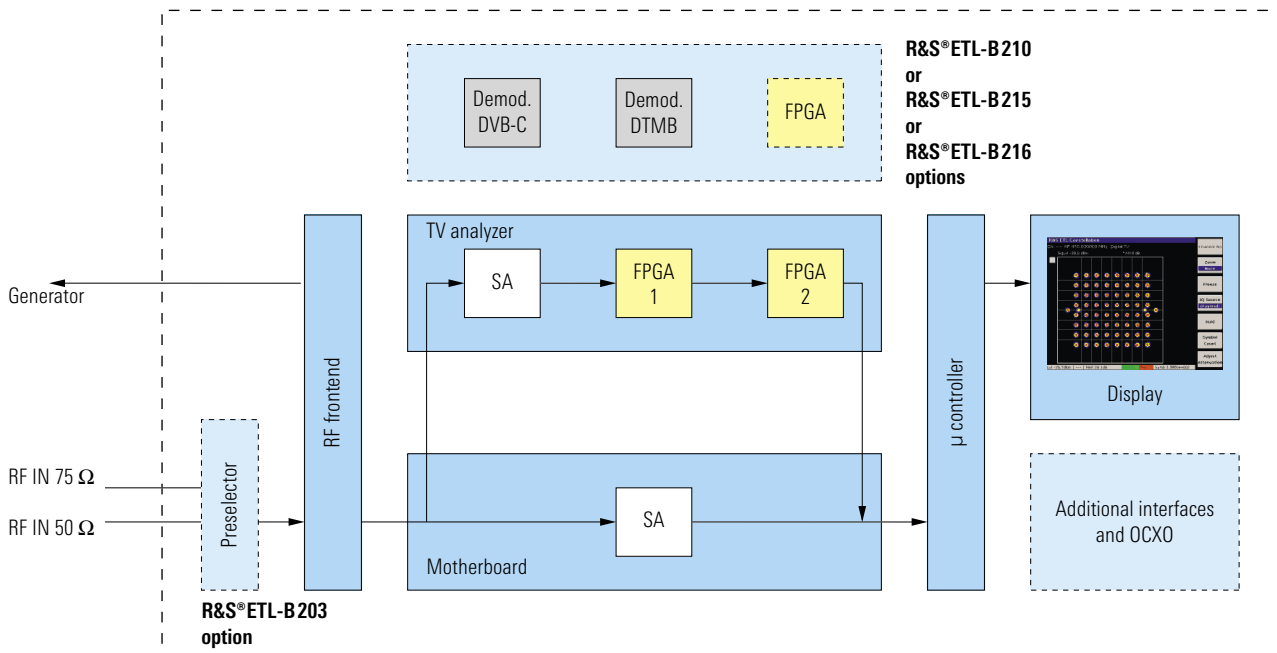 R&S®ETL-B210
or
R&S®ETL-B215
or
R&S®ETL-B216
options
Demod.
DVB-C
Demod.
DTMB
FPGA
TV analyzer
SA
FPGA
1
FPGA
2
Generator
RF frontend
µ controller
Display
Freeze
Preselector
RF IN 75 Ω
RF IN 50 Ω
SA
Motherboard
Additional interfaces
and OCXO
R&S®ETL-B203
option